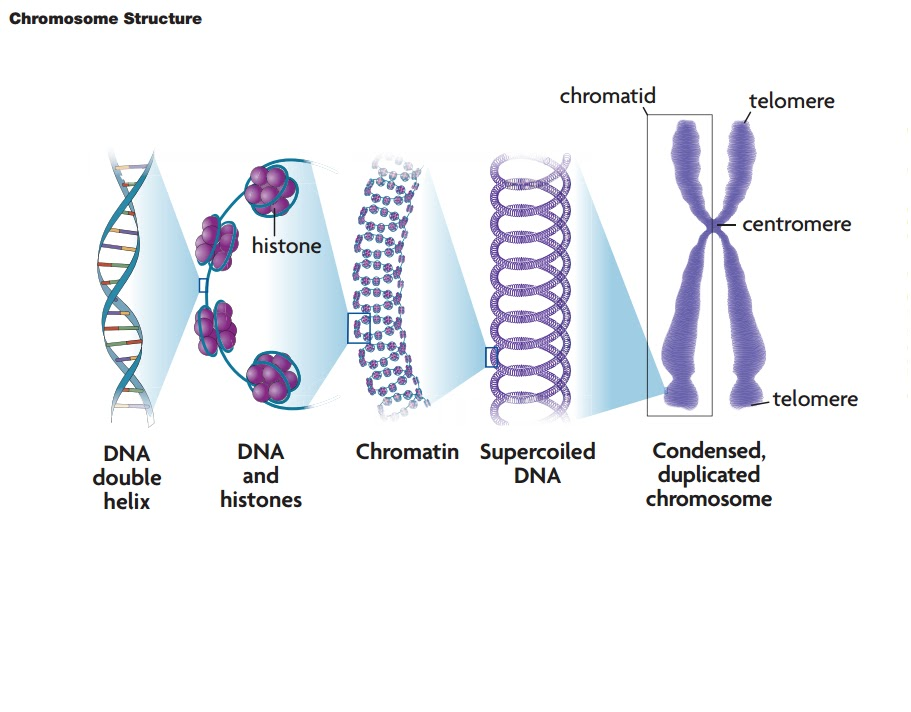 Chromosome Structure
chromatid
telomere
histone
centromere
telomere
DNA
double
helix
DNA
and
histones
Chromatin
Supercoiled
DNA
Condensed,
duplicated
chromosome